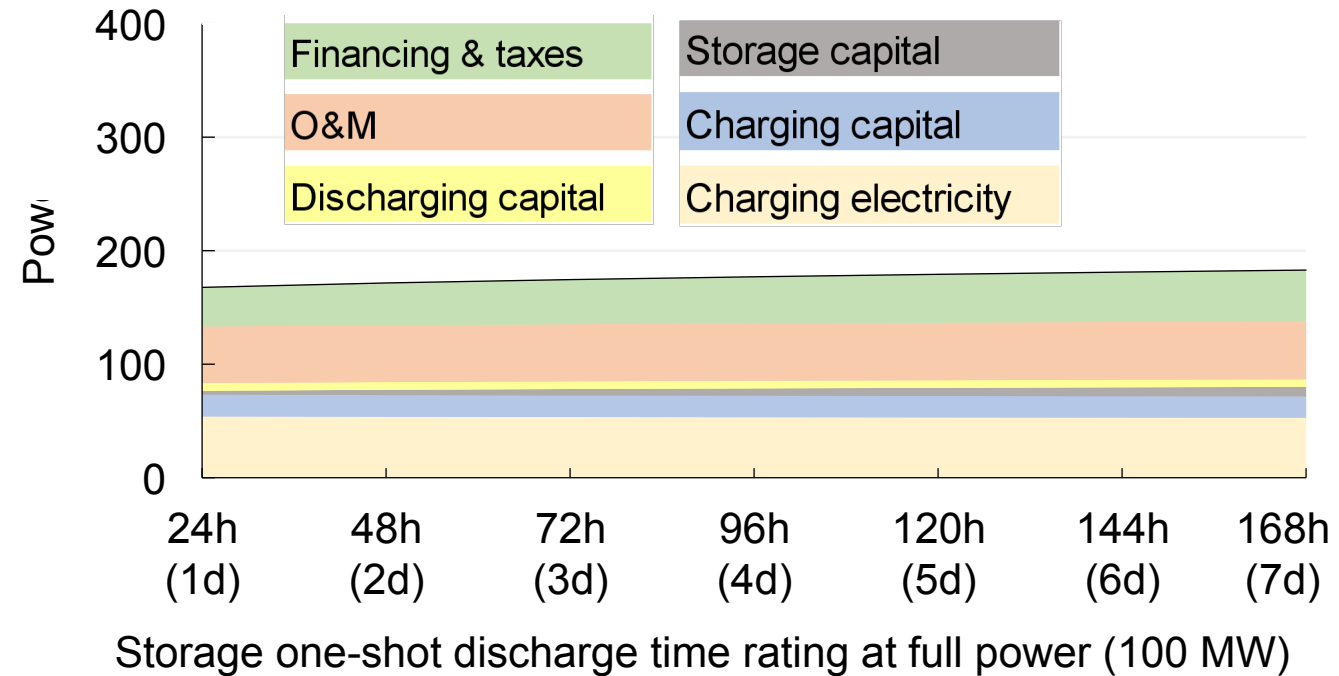 400
300
200
100
0
Financing & taxes
O&M
Discharging capital
Storage capital
Charging capital
Charging electricity
24h
(1d)
48h
(2d)
72h
(3d)
96h
(4d)
120h
(5d)
144h
(6d)
168h
(7d)
Storage one-shot discharge time rating at full power (100 MW)